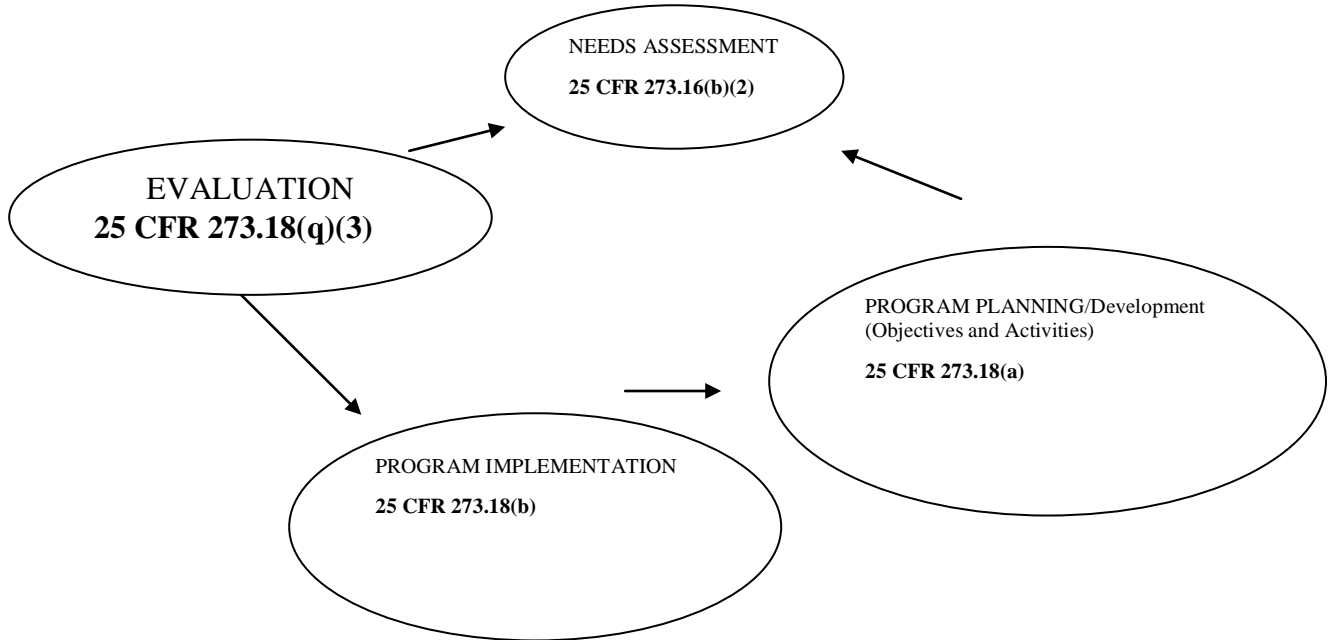 NEEDS ASSESSMENT
25 CFR 273.16(b)(2)
EVALUATION
25 CFR 273.18(q)(3)
PROGRAM PLANNING/Development
(Objectives and Activities)
25 CFR 273.18(a)
PROGRAM IMPLEMENTATION
25 CFR 273.18(b)